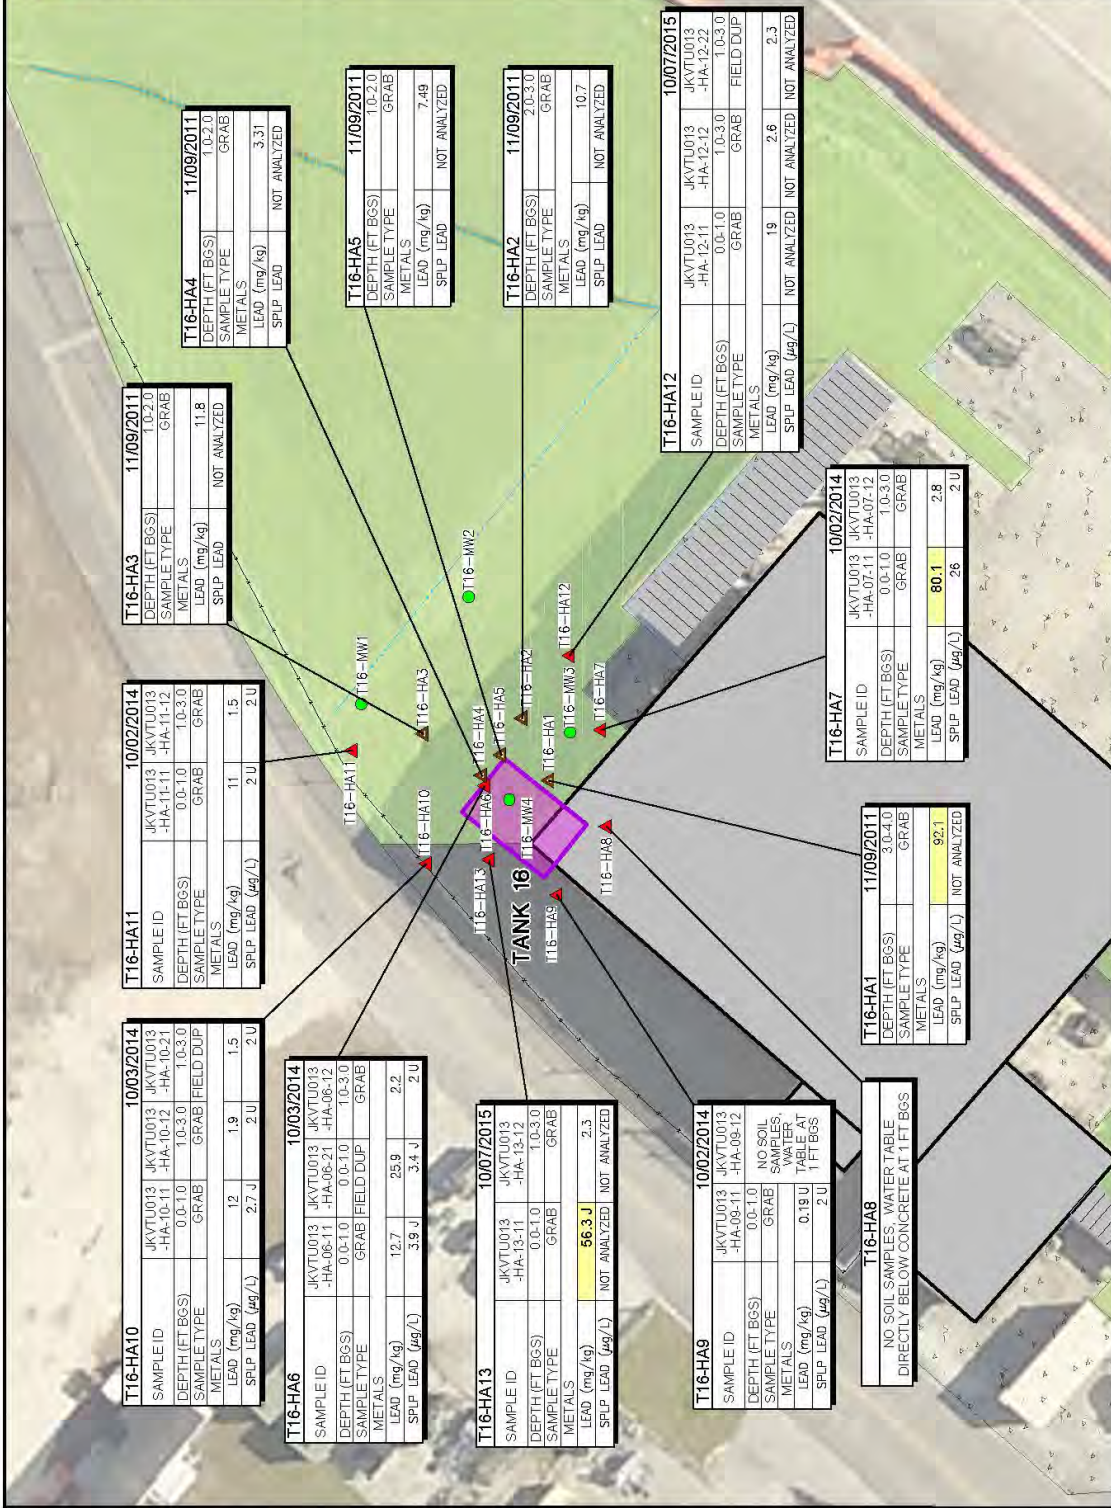 T16-HA10 10/03/2014
SAMPLE ID JKVTU013 -HA-10-11 JKVTU013 -HA-10-12 JKVTU013 -HA-10-21
DEPTH (FT BGS) 0.0-1.0 1.0-3.0 1.0-3.0
SAMPLE TYPE GRAB GRAB FIELD DUP
METALS
LEAD (mg/kg) 12 1.9 1.5
SPLP LEAD (µg/L) 2.7 J 2 U 2 U
T16-HA11 10/02/2014
SAMPLE ID JKVTU013 -HA-11-11 JKVTU013 -HA-11-12
DEPTH (FT BGS) 0.0-1.0 1.0-3.0
SAMPLE TYPE GRAB GRAB
METALS
LEAD (mg/kg) 11 1.5
SPLP LEAD (µg/L) 2 U 2 U
T16-HA3 11/09/2011
DEPTH (FT BGS) 1.0-2.0
SAMPLE TYPE GRAB
METALS
LEAD (mg/kg) 11.8
SPLP LEAD NOT ANALYZED
T16-HA4 11/09/2011
DEPTH (FT BGS) 1.0-2.0
SAMPLE TYPE GRAB
METALS
LEAD (mg/kg) 3.31
SPLP LEAD NOT ANALYZED
T16-HA6 10/03/2014
SAMPLE ID JKVTU013 -HA-06-11 JKVTU013 -HA-06-21 JKVTU013 -HA-06-12
DEPTH (FT BGS) 0.0-1.0 0.0-1.0 1.0-3.0
SAMPLE TYPE GRAB FIELD DUP GRAB
METALS
LEAD (mg/kg) 12.7 25.9 2.2
SPLP LEAD (µg/L) 3.9 J 3.4 J 2 U
T16-HA5 11/09/2011
DEPTH (FT BGS) 1.0-2.0
SAMPLE TYPE GRAB
METALS
LEAD (mg/kg) 7.49
SPLP LEAD NOT ANALYZED
T16-HA13 10/07/2015
SAMPLE ID JKVTU013 -HA-13-11 JKVTU013 -HA-13-12
DEPTH (FT BGS) 0.0-1.0 1.0-3.0
SAMPLE TYPE GRAB GRAB
METALS
LEAD (mg/kg) 56.3 J 2.3
SPLP LEAD (µg/L) NOT ANALYZED NOT ANALYZED
T16-HA2 11/09/2011
DEPTH (FT BGS) 2.0-3.0
SAMPLE TYPE GRAB
METALS
LEAD (mg/kg) 10.7
SPLP LEAD NOT ANALYZED
T16-HA9 10/02/2014
SAMPLE ID JKVTU013 -HA-09-11 JKVTU013 -HA-09-12
DEPTH (FT BGS) 0.0-1.0
SAMPLE TYPE GRAB
METALS
LEAD (mg/kg) 0.19 U
SPLP LEAD (µg/L) 2 U
NO SOIL
SAMPLES,
WATER
TABLE AT
1 FT BGS
T16-HA12 10/07/2015
SAMPLE ID JKVTU013 -HA-12-11 JKVTU013 -HA-12-12 JKVTU013 -HA-12-22
DEPTH (FT BGS) 0.0-1.0 1.0-3.0 1.0-3.0
SAMPLE TYPE GRAB GRAB FIELD DUP
METALS
LEAD (mg/kg) 19 2.6 2.3
SPLP LEAD (µg/L) NOT ANALYZED NOT ANALYZED NOT ANALYZED
T16-HA8
NO SOIL SAMPLES, WATER TABLE
DIRECTLY BELOW CONCRETE AT 1 FT BGS
T16-HA1 11/09/2011
DEPTH (FT BGS) 3.0-4.0
SAMPLE TYPE GRAB
METALS
LEAD (mg/kg) 92.1
SPLP LEAD (µg/L) NOT ANALYZED
T16-HA7 10/02/2014
SAMPLE ID JKVTU013 -HA-07-11 JKVTU013 -HA-07-12
DEPTH (FT BGS) 0.0-1.0 1.0-3.0
SAMPLE TYPE GRAB GRAB
METALS
LEAD (mg/kg) 80.1 2.8
SPLP LEAD (µg/L) 26 2 U
T16-HA11
T16-MW1
T16-HA10
T16-HA3
T16-MW2
T16-HA13
T16-HA6
T16-HA4
T16-HA5
T16-MW4
T16-HA2
TANK 16
T16-HA9
T16-HA1
T16-MW3
T16-HA12
T16-HA8
T16-HA7